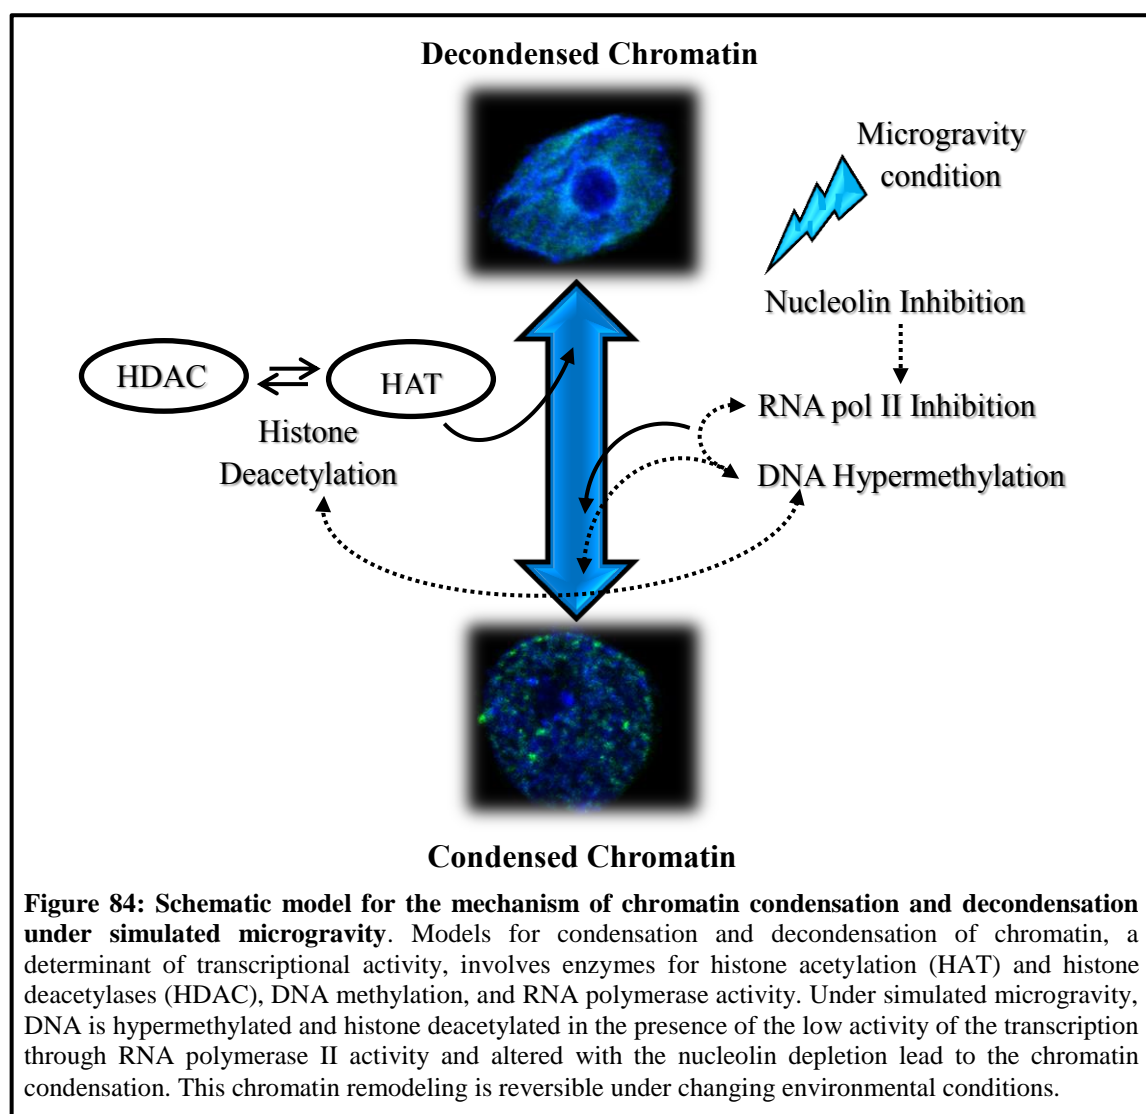 Decondensed Chromatin
Microgravity
condition
Nucleolin Inhibition
HDAC
HAT
RNA pol II Inhibition
Histone
Deacetylation
DNA Hypermethylation
Condensed Chromatin
Figure 84: Schematic model for the mechanism of chromatin condensation and decondensation
under simulated microgravity. Models for condensation and decondensation of chromatin, a
determinant of transcriptional activity, involves enzymes for histone acetylation (HAT) and histone
deacetylases (HDAC), DNA methylation, and RNA polymerase activity. Under simulated microgravity,
DNA is hypermethylated and histone deacetylated in the presence of the low activity of the transcription
through RNA polymerase II activity and altered with the nucleolin depletion lead to the chromatin
condensation. This chromatin remodeling is reversible under changing environmental conditions.